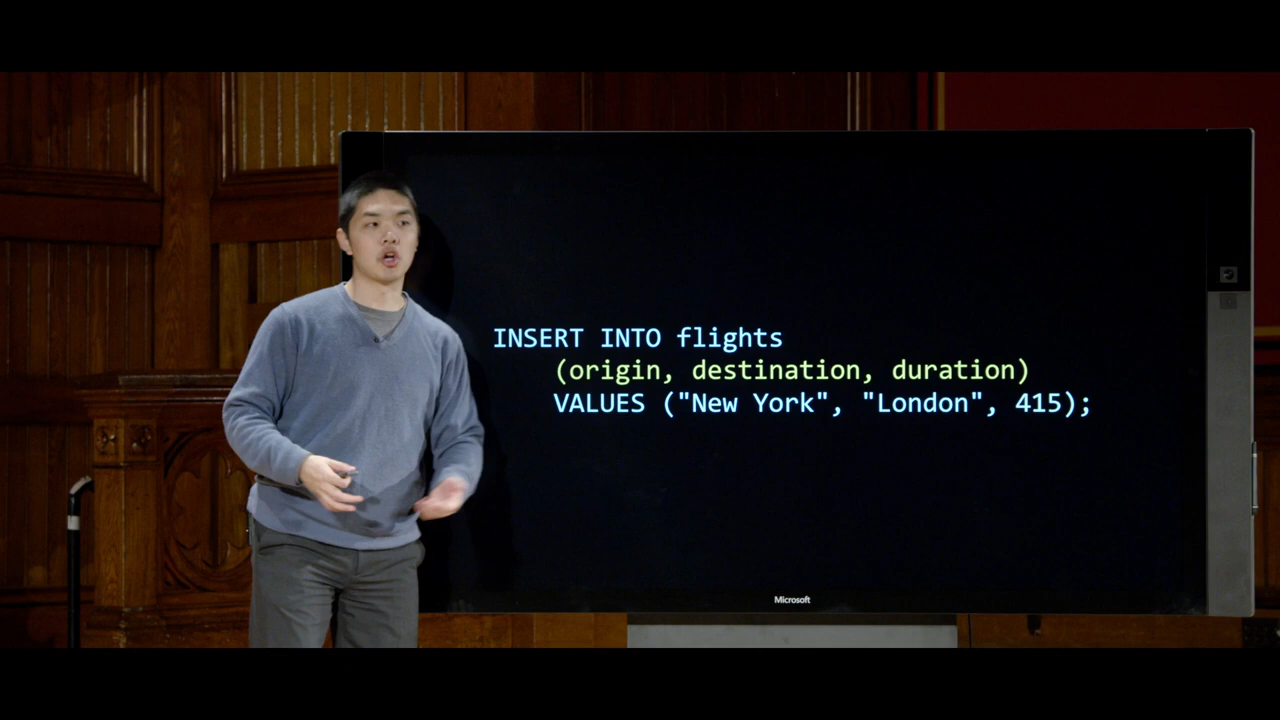 INSERT INTO flights
(origin, destination, duration)
VALUES ("New York", "London", 415);
Microsoft